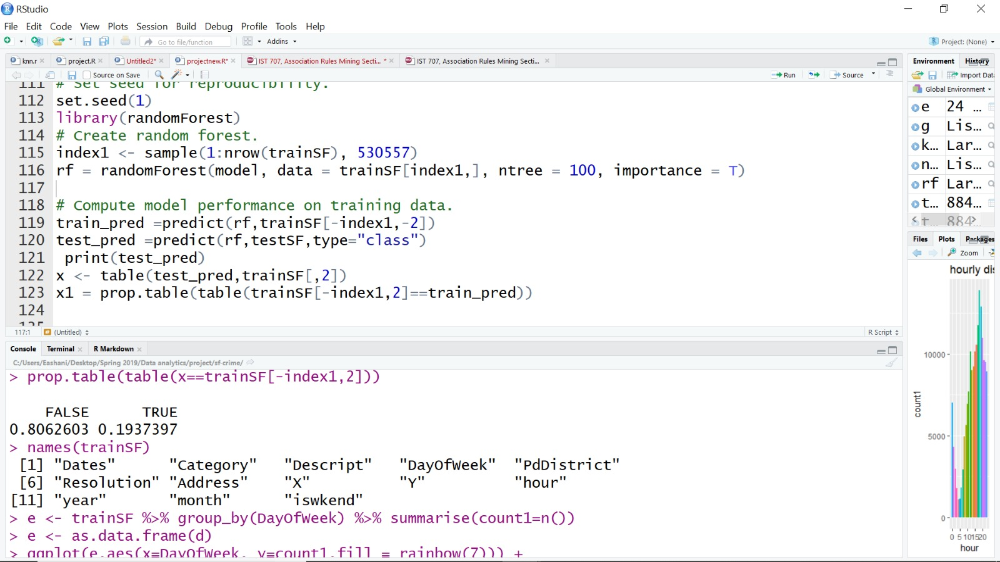 RStudio
File Edit Code View Plots Session Build Debug Profile Tools Help
Go to file/function Addins Project: (None)
knn.r project.R Untitled2* projectnew.R* IST 707, Association Rules Mining Secti... * IST 707, Association Rules Mining Secti...
Source on Save Run Source
111 # Set seed for reproducibility.
112 set.seed(1)
113 library(randomForest)
114 # Create random forest.
115 index1 <- sample(1:nrow(trainSF), 530557)
116 rf = randomForest(model, data = trainSF[index1,], ntree = 100, importance = T)
117
118 # Compute model performance on training data.
119 train_pred =predict(rf,trainSF[-index1,-2])
120 test_pred =predict(rf,testSF,type="class")
121 print(test_pred)
122 x <- table(test_pred,trainSF[,2])
123 x1 = prop.table(table(trainSF[-index1,2]==train_pred))
124
125
117:1 (Untitled) R Script
Console Terminal R Markdown
C:/Users/Eashani/Desktop/Spring 2019/Data analytics/project/sf-crime/
> prop.table(table(x==trainSF[-index1,2]))
FALSE TRUE
0.8062603 0.1937397
> names(trainSF)
[1] "Dates" "Category" "Descript" "DayOfWeek" "PdDistrict"
[6] "Resolution" "Address" "X" "Y" "hour"
[11] "year" "month" "iswkend"
> e <- trainSF %>% group_by(DayOfWeek) %>% summarise(count1=n())
> e <- as.data.frame(d)
> ggplot(e,aes(x=DayOfWeek, y=count1,fill = rainbow(7))) +
Environment History
Import Data
Global Environment
e 24 ...
g Lis...
k... Lar...
n... Lis...
rf Lar...
t... 884...
t 884
Files Plots Packages
Zoom
hourly dis
count1
10000
5000
0
0 5 10 15 20
hour